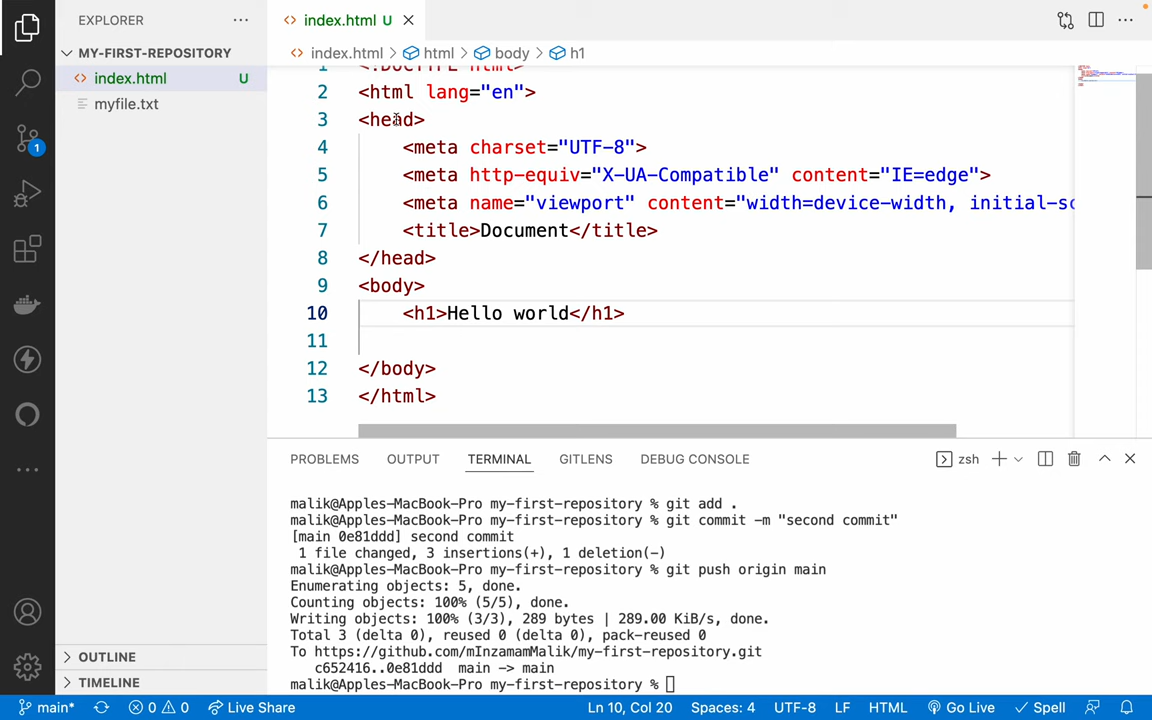 EXPLORER
MY-FIRST-REPOSITORY
index.html U
myfile.txt
OUTLINE
TIMELINE
1
index.html U
index.html > html > body > h1
1 <!DOCTYPE html>
2 <html lang="en">
3 <head>
4 <meta charset="UTF-8">
5 <meta http-equiv="X-UA-Compatible" content="IE=edge">
6 <meta name="viewport" content="width=device-width, initial-sc
7 <title>Document</title>
8 </head>
9 <body>
10 <h1>Hello world</h1>
11
12 </body>
13 </html>
PROBLEMS OUTPUT TERMINAL GITLENS DEBUG CONSOLE zsh
malik@Apples-MacBook-Pro my-first-repository % git add .
malik@Apples-MacBook-Pro my-first-repository % git commit -m "second commit"
[main 0e81ddd] second commit
1 file changed, 3 insertions(+), 1 deletion(-)
malik@Apples-MacBook-Pro my-first-repository % git push origin main
Enumerating objects: 5, done.
Counting objects: 100% (5/5), done.
Writing objects: 100% (3/3), 289 bytes | 289.00 KiB/s, done.
Total 3 (delta 0), reused 0 (delta 0), pack-reused 0
To https://github.com/mInzamamMalik/my-first-repository.git
c652416..0e81ddd main -> main
malik@Apples-MacBook-Pro my-first-repository %
main* 0 0 Live Share Ln 10, Col 20 Spaces: 4 UTF-8 LF HTML Go Live Spell